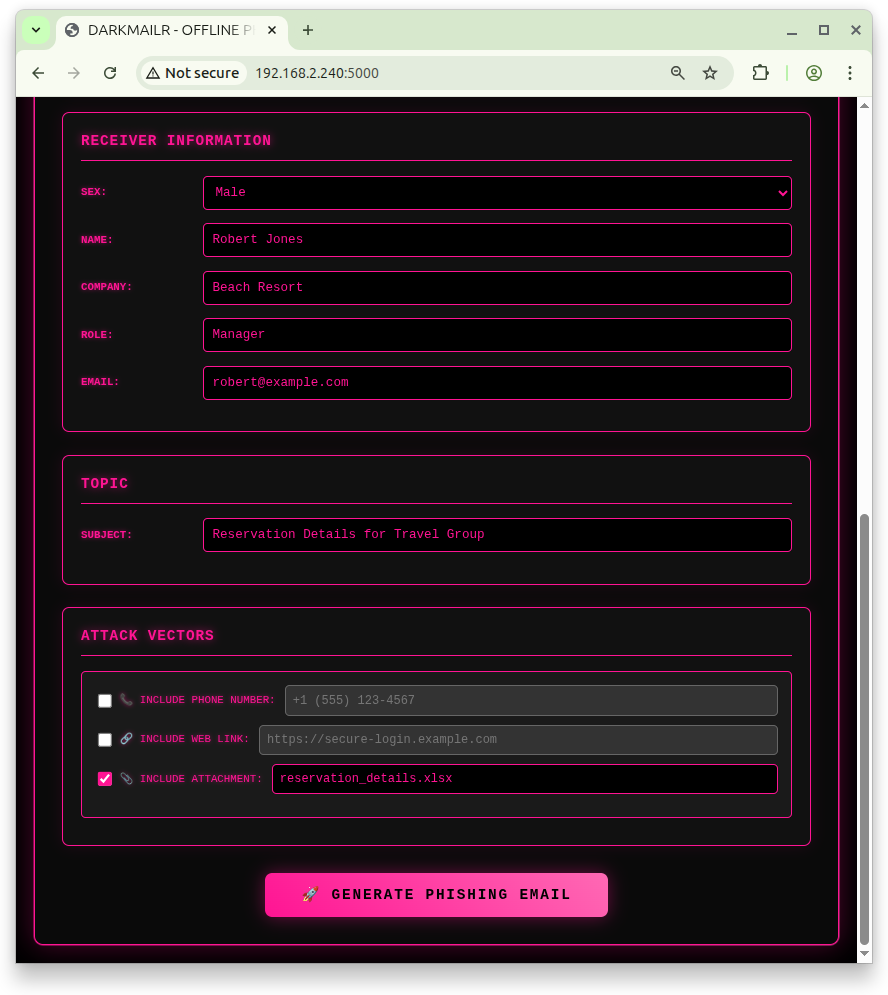 DARKMAILR - OFFLINE P
Not secure
192.168.2.240:5000
RECEIVER INFORMATION
SEX:
Male
NAME:
Robert Jones
COMPANY:
Beach Resort
ROLE:
Manager
EMAIL:
robert@example.com
TOPIC
SUBJECT:
Reservation Details for Travel Group
ATTACK VECTORS
INCLUDE PHONE NUMBER:
+1 (555) 123-4567
INCLUDE WEB LINK:
https://secure-login.example.com
INCLUDE ATTACHMENT:
reservation_details.xlsx
🚀 GENERATE PHISHING EMAIL